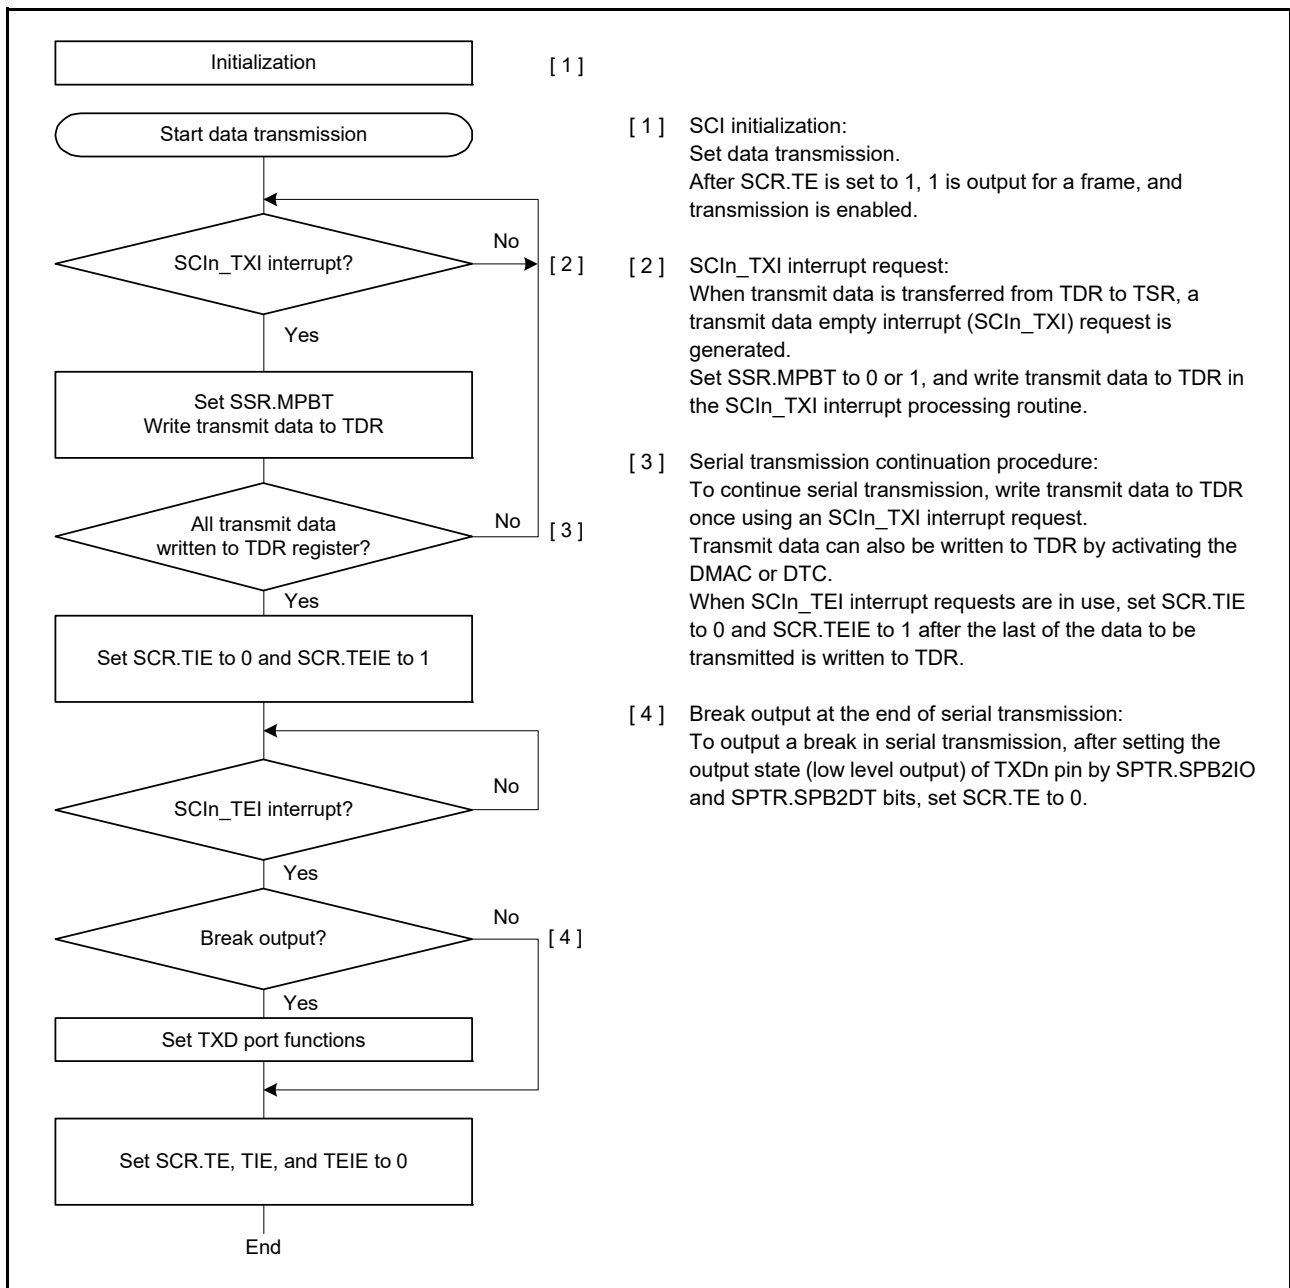 Initialization
[ 1 ]
Start data transmission
SCIn_TXI interrupt?
No
[ 2 ]
Yes
Set SSR.MPBT
Write transmit data to TDR
All transmit data
written to TDR register?
No
[ 3 ]
Yes
Set SCR.TIE to 0 and SCR.TEIE to 1
SCIn_TEI interrupt?
No
Yes
Break output?
No
[ 4 ]
Yes
Set TXD port functions
Set SCR.TE, TIE, and TEIE to 0
End
[ 1 ] SCI initialization:
Set data transmission.
After SCR.TE is set to 1, 1 is output for a frame, and
transmission is enabled.
[ 2 ] SCIn_TXI interrupt request:
When transmit data is transferred from TDR to TSR, a
transmit data empty interrupt (SCIn_TXI) request is
generated.
Set SSR.MPBT to 0 or 1, and write transmit data to TDR in
the SCIn_TXI interrupt processing routine.
[ 3 ] Serial transmission continuation procedure:
To continue serial transmission, write transmit data to TDR
once using an SCIn_TXI interrupt request.
Transmit data can also be written to TDR by activating the
DMAC or DTC.
When SCIn_TEI interrupt requests are in use, set SCR.TIE
to 0 and SCR.TEIE to 1 after the last of the data to be
transmitted is written to TDR.
[ 4 ] Break output at the end of serial transmission:
To output a break in serial transmission, after setting the
output state (low level output) of TXDn pin by SPTR.SPB2IO
and SPTR.SPB2DT bits, set SCR.TE to 0.